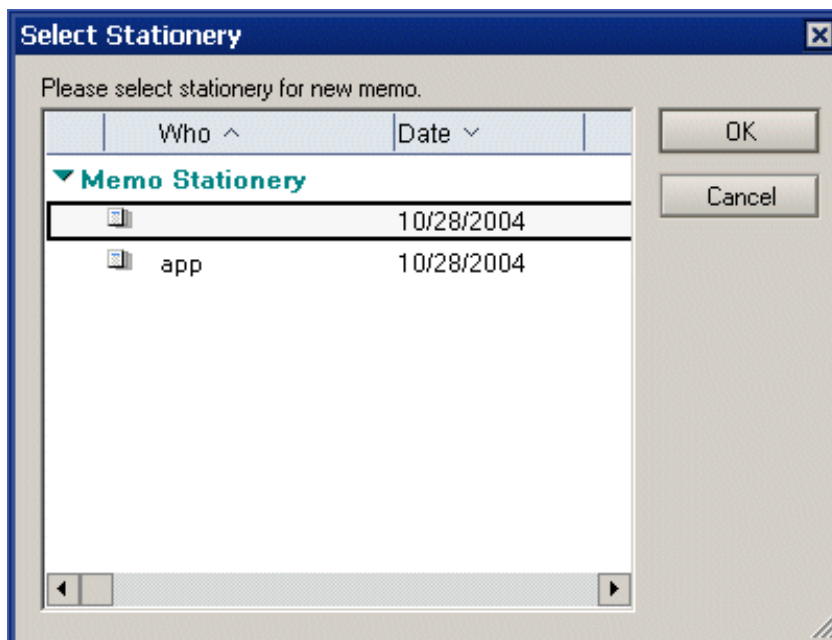 Select Stationery
Please select stationery for new memo.
Who Date
OK
Memo Stationery
Cancel
10/28/2004
app 10/28/2004